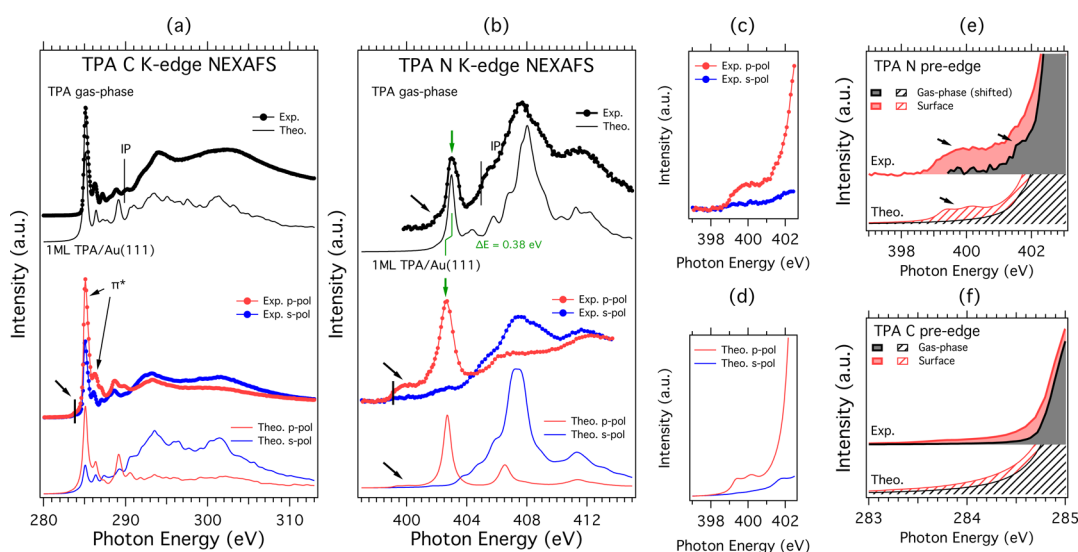 (a)
TPA C K-edge NEXAFS
TPA gas-phase
Exp.
Theo.
IP
1ML TPA/Au(111)
π*
Exp. p-pol
Exp. s-pol
Theo. p-pol
Theo. s-pol
Intensity (a.u.)
280 290 300 310
Photon Energy (eV)
(b)
TPA N K-edge NEXAFS
TPA gas-phase
Exp.
Theo.
IP
ΔE = 0.38 eV
1ML TPA/Au(111)
Exp. p-pol
Exp. s-pol
Theo. p-pol
Theo. s-pol
Intensity (a.u.)
400 404 408 412
Photon Energy (eV)
(c)
Exp. p-pol
Exp. s-pol
Intensity (a.u.)
398 400 402
Photon Energy (eV)
(d)
Theo. p-pol
Theo. s-pol
Intensity (a.u.)
398 400 402
Photon Energy (eV)
(e)
TPA N pre-edge
Gas-phase (shifted)
Surface
Exp.
Theo.
Intensity (a.u.)
398 400 402
Photon Energy (eV)
(f)
TPA C pre-edge
Gas-phase
Surface
Exp.
Theo.
Intensity (a.u.)
283 284 285
Photon Energy (eV)